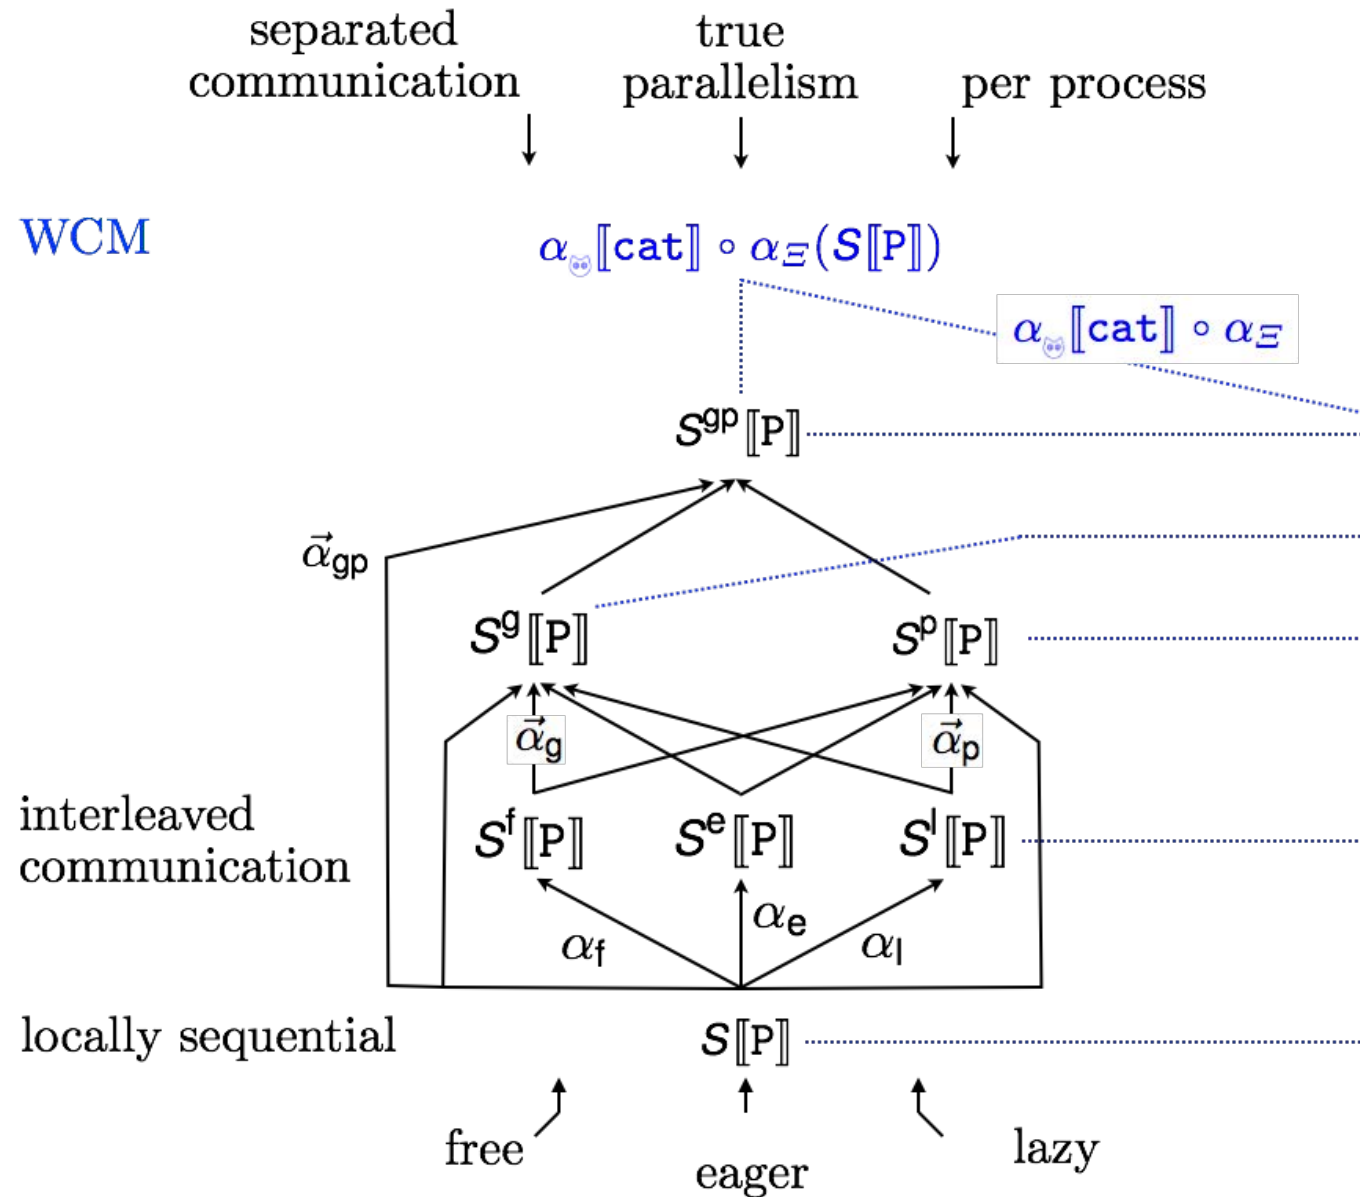 separated
communication
true
parallelism
per process
WCM
α🐱⟦cat⟧ ∘ α_Ξ(S⟦P⟧)
α🐱⟦cat⟧ ∘ α_Ξ
S^gp⟦P⟧
α⃗_gp
S^g⟦P⟧
S^p⟦P⟧
α⃗_g
α⃗_p
interleaved
communication
S^f⟦P⟧
S^e⟦P⟧
S^l⟦P⟧
α_f
α_e
α_l
locally sequential
S⟦P⟧
free
eager
lazy